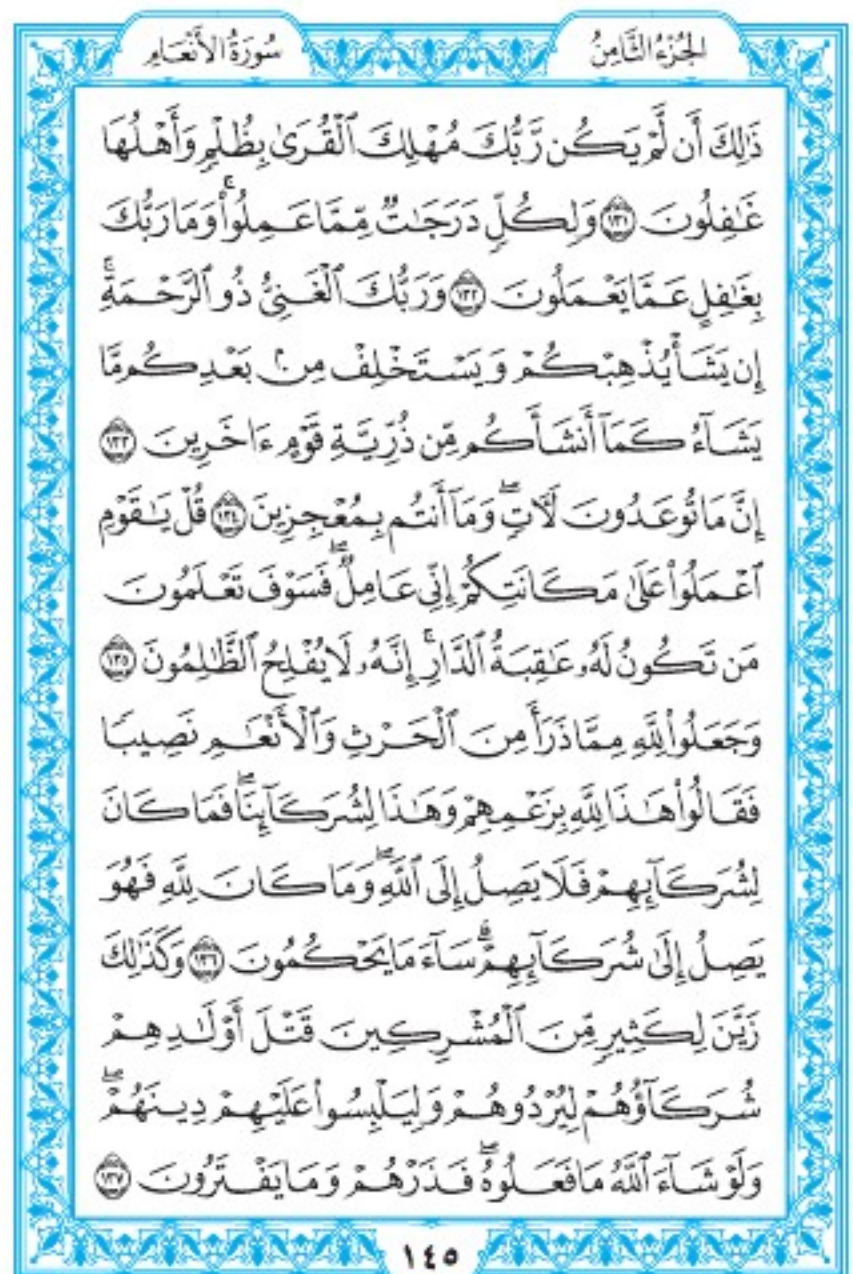 الجُزْءُ الثَّامِنُ
سُورَةُ الأَنْعَامِ
ذَٰلِكَ أَن لَّمْ يَكُن رَّبُّكَ مُهْلِكَ ٱلْقُرَىٰ بِظُلْمٍ وَأَهْلُهَا
غَٰفِلُونَ ١٣١ وَلِكُلٍّ دَرَجَٰتٌ مِّمَّا عَمِلُوا۟ ۚ وَمَا رَبُّكَ
بِغَٰفِلٍ عَمَّا يَعْمَلُونَ ١٣٢ وَرَبُّكَ ٱلْغَنِىُّ ذُو ٱلرَّحْمَةِ ۚ
إِن يَشَأْ يُذْهِبْكُمْ وَيَسْتَخْلِفْ مِنۢ بَعْدِكُم مَّا
يَشَآءُ كَمَآ أَنشَأَكُم مِّن ذُرِّيَّةِ قَوْمٍ ءَاخَرِينَ ١٣٣
إِنَّ مَا تُوعَدُونَ لَـَٔاتٍ ۖ وَمَآ أَنتُم بِمُعْجِزِينَ ١٣٤ قُلْ يَٰقَوْمِ
ٱعْمَلُوا۟ عَلَىٰ مَكَانَتِكُمْ إِنِّى عَامِلٌ ۖ فَسَوْفَ تَعْلَمُونَ
مَن تَكُونُ لَهُۥ عَٰقِبَةُ ٱلدَّارِ ۚ إِنَّهُۥ لَا يُفْلِحُ ٱلظَّٰلِمُونَ ١٣٥
وَجَعَلُوا۟ لِلَّهِ مِمَّا ذَرَأَ مِنَ ٱلْحَرْثِ وَٱلْأَنْعَٰمِ نَصِيبًا
فَقَالُوا۟ هَٰذَا لِلَّهِ بِزَعْمِهِمْ وَهَٰذَا لِشُرَكَآئِنَا ۖ فَمَا كَانَ
لِشُرَكَآئِهِمْ فَلَا يَصِلُ إِلَى ٱللَّهِ ۖ وَمَا كَانَ لِلَّهِ فَهُوَ
يَصِلُ إِلَىٰ شُرَكَآئِهِمْ ۗ سَآءَ مَا يَحْكُمُونَ ١٣٦ وَكَذَٰلِكَ
زَيَّنَ لِكَثِيرٍ مِّنَ ٱلْمُشْرِكِينَ قَتْلَ أَوْلَٰدِهِمْ
شُرَكَآؤُهُمْ لِيُرْدُوهُمْ وَلِيَلْبِسُوا۟ عَلَيْهِمْ دِينَهُمْ ۖ
وَلَوْ شَآءَ ٱللَّهُ مَا فَعَلُوهُ ۖ فَذَرْهُمْ وَمَا يَفْتَرُونَ ١٣٧
١٤٥